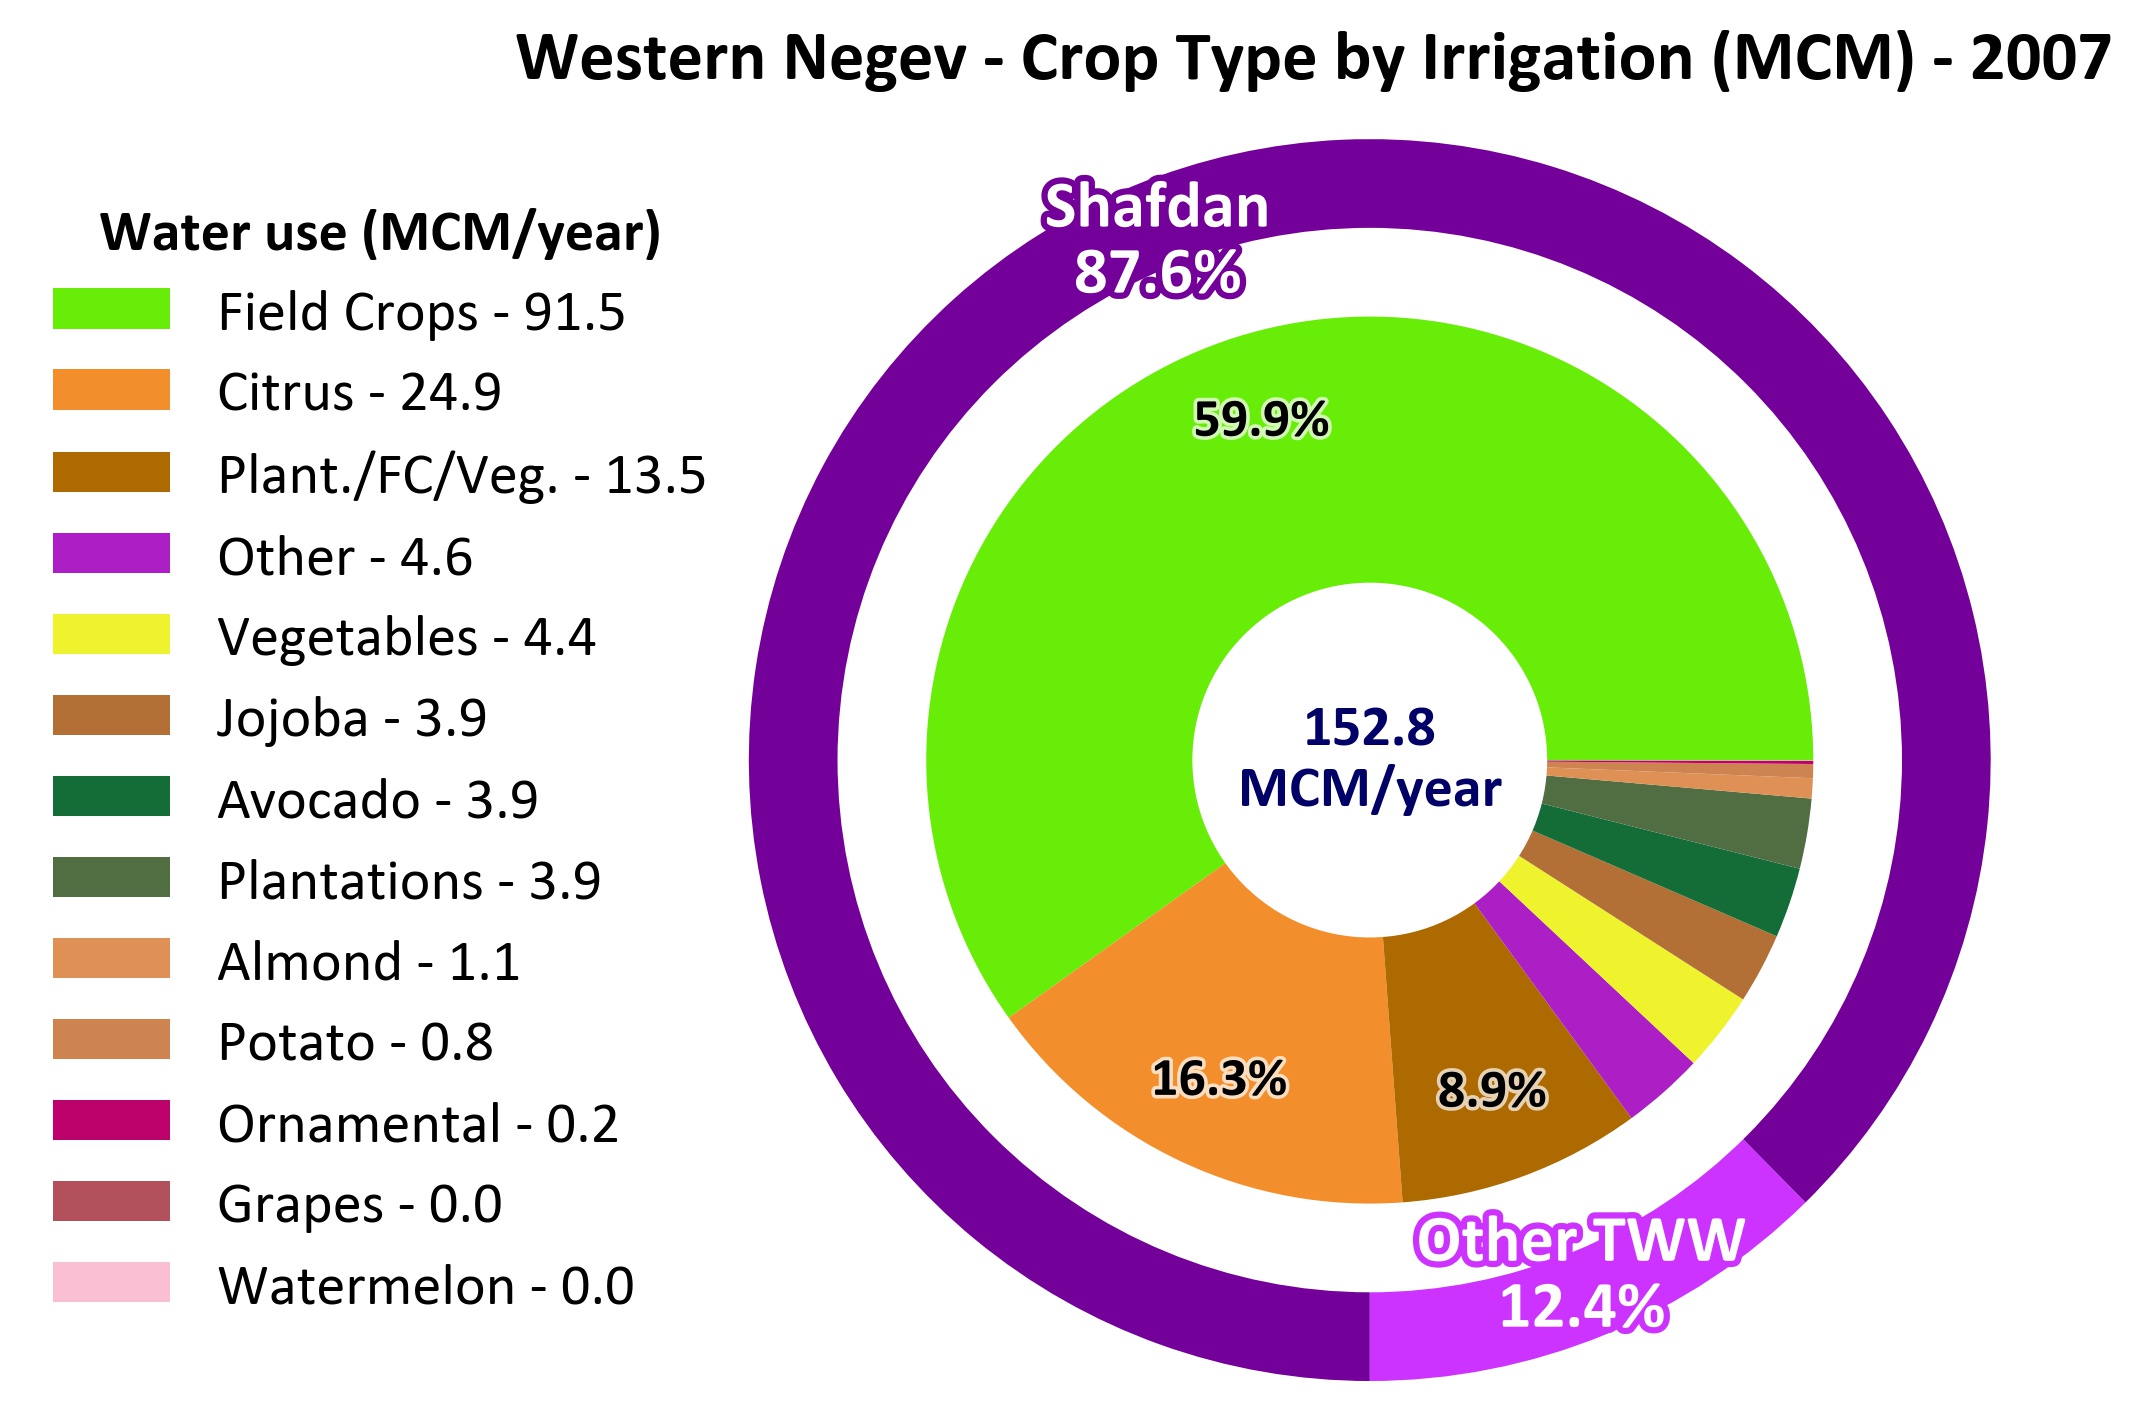 Western Negev - Crop Type by Irrigation (MCM) - 2007
Water use (MCM/year)
Field Crops - 91.5
Citrus - 24.9
Plant./FC/Veg. - 13.5
Other - 4.6
Vegetables - 4.4
Jojoba - 3.9
Avocado - 3.9
Plantations - 3.9
Almond - 1.1
Potato - 0.8
Ornamental - 0.2
Grapes - 0.0
Watermelon - 0.0
Shafdan
87.6%
59.9%
152.8
MCM/year
16.3%
8.9%
Other TWW
12.4%